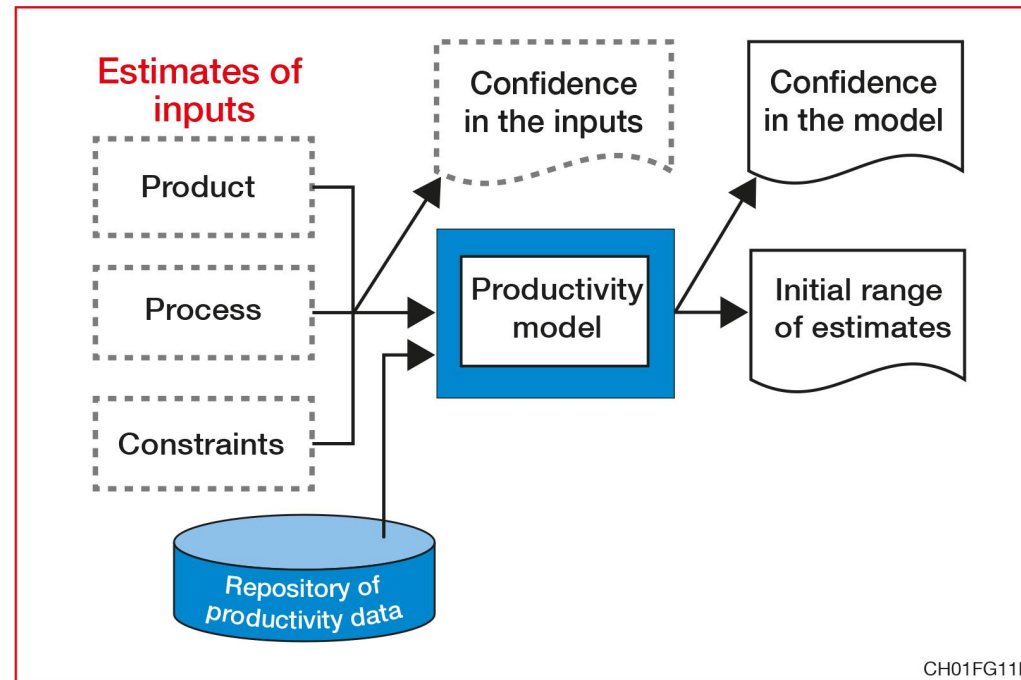 Estimates of
inputs
Product
Process
Constraints
Confidence
in the inputs
Confidence
in the model
Productivity
model
Initial range
of estimates
Repository of
productivity data